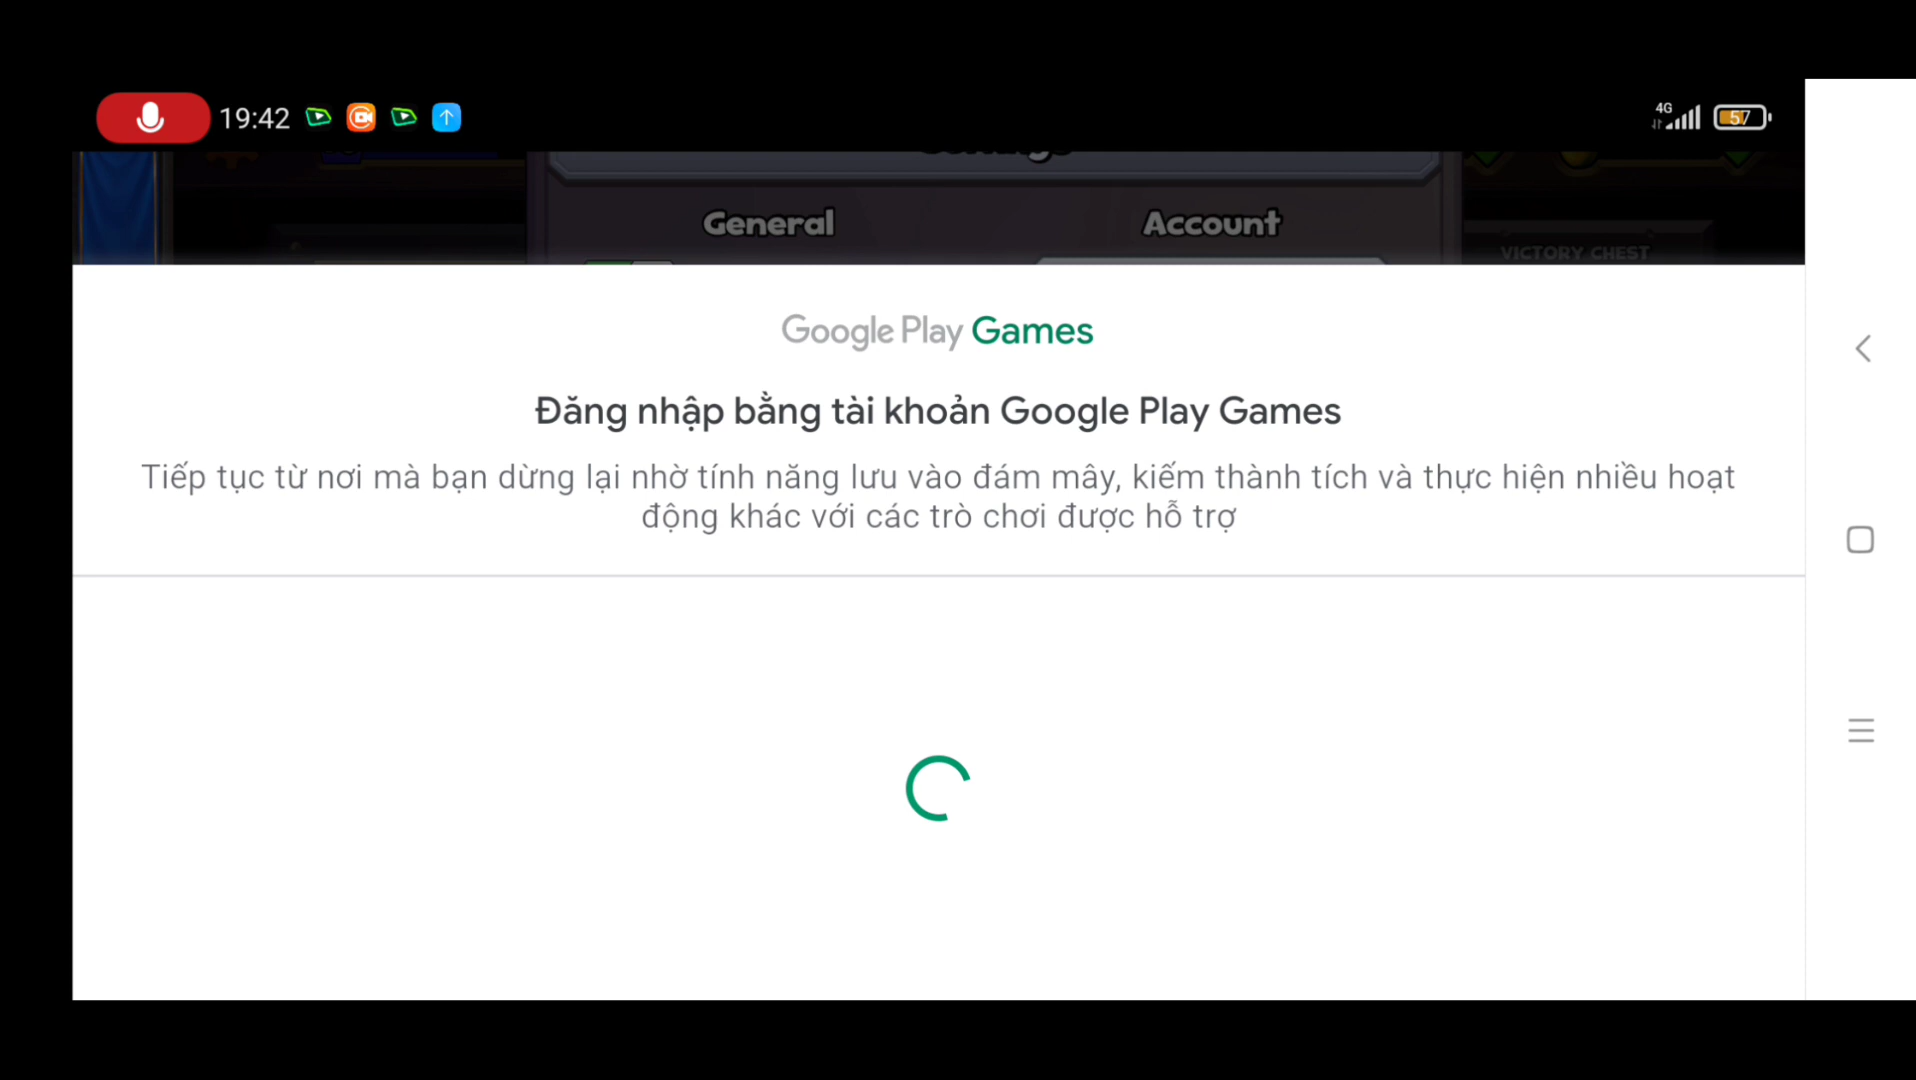 19:42
4G
57
General
Account
VICTORY CHEST
Google Play Games
Đăng nhập bằng tài khoản Google Play Games
Tiếp tục từ nơi mà bạn dừng lại nhờ tính năng lưu vào đám mây, kiếm thành tích và thực hiện nhiều hoạt
động khác với các trò chơi được hỗ trợ